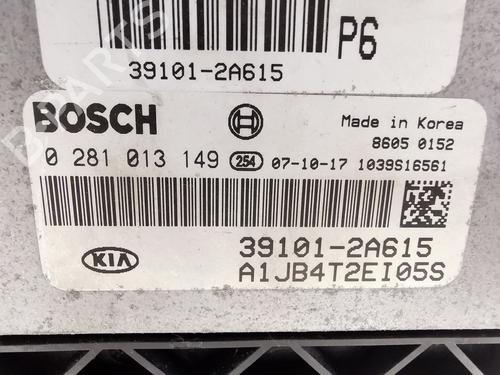 P6
39101-2A615
BOSCH
Made in Korea
8605 0152
0 281 013 149 254 07-10-17 1039S16561
KIA
39101-2A615
A1JB4T2EI05S